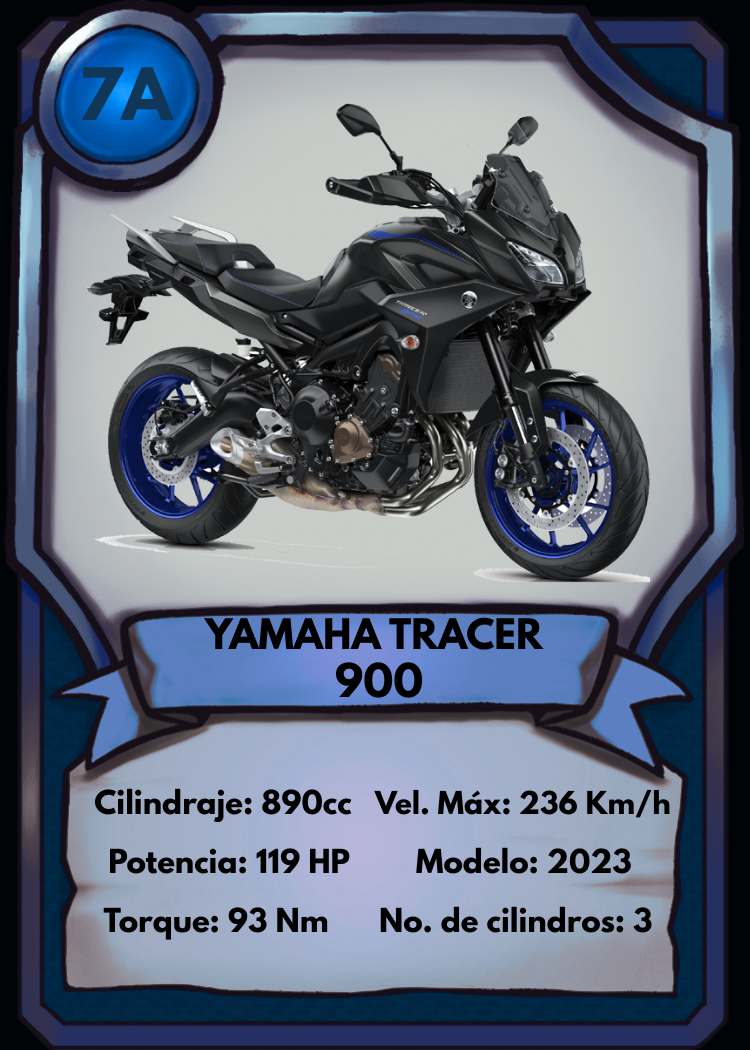 7A
YAMAHA TRACER
900
Cilindraje: 890cc Vel. Máx: 236 Km/h
Potencia: 119 HP Modelo: 2023
Torque: 93 Nm No. de cilindros: 3